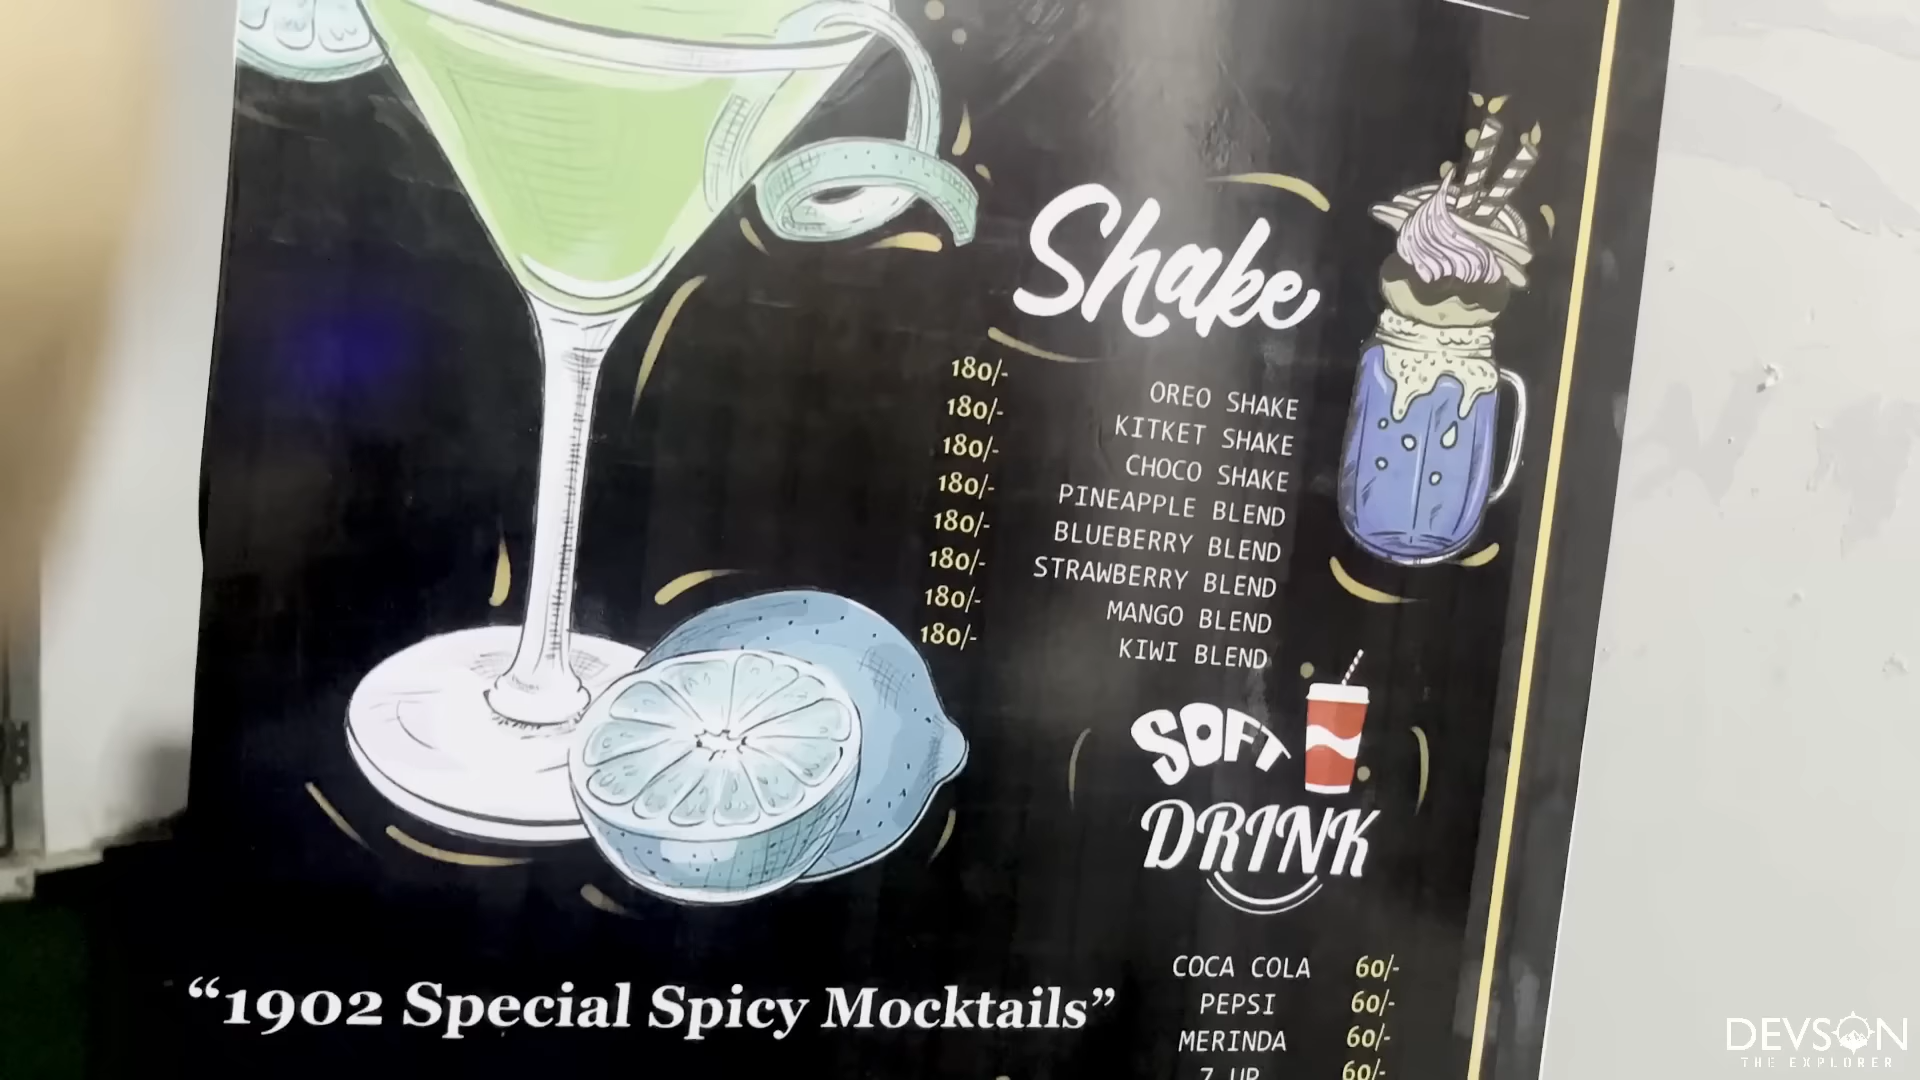 Shake
180/- OREO SHAKE
180/- KITKET SHAKE
180/- CHOCO SHAKE
180/- PINEAPPLE BLEND
180/- BLUEBERRY BLEND
180/- STRAWBERRY BLEND
180/- MANGO BLEND
180/- KIWI BLEND
SOFT
DRINK
COCA COLA 60/-
PEPSI 60/-
MERINDA 60/-
7 UP 60/-
“1902 Special Spicy Mocktails”
DEVSON
THE EXPLORER